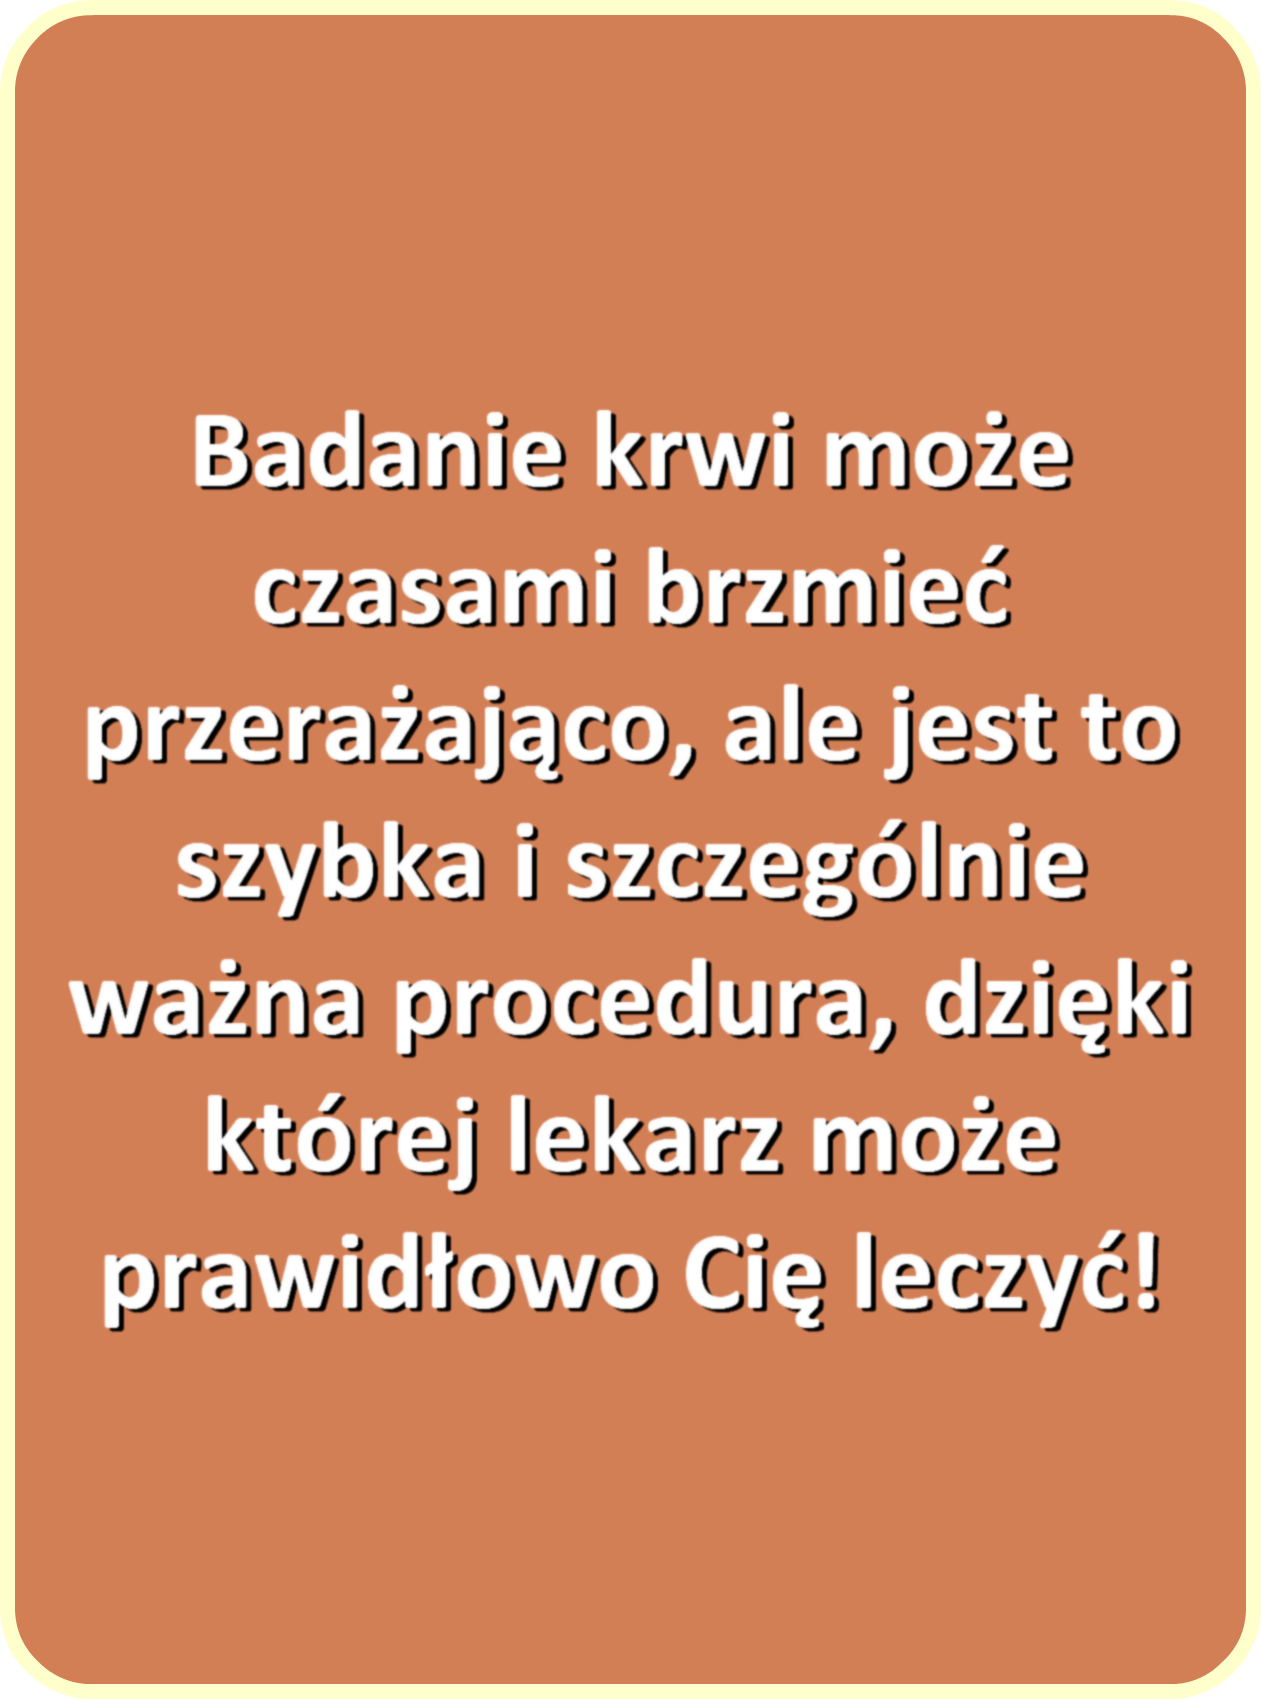 Badanie krwi może
czasami brzmieć
przerażająco, ale jest to
szybka i szczególnie
ważna procedura, dzięki
której lekarz może
prawidłowo Cię leczyć!